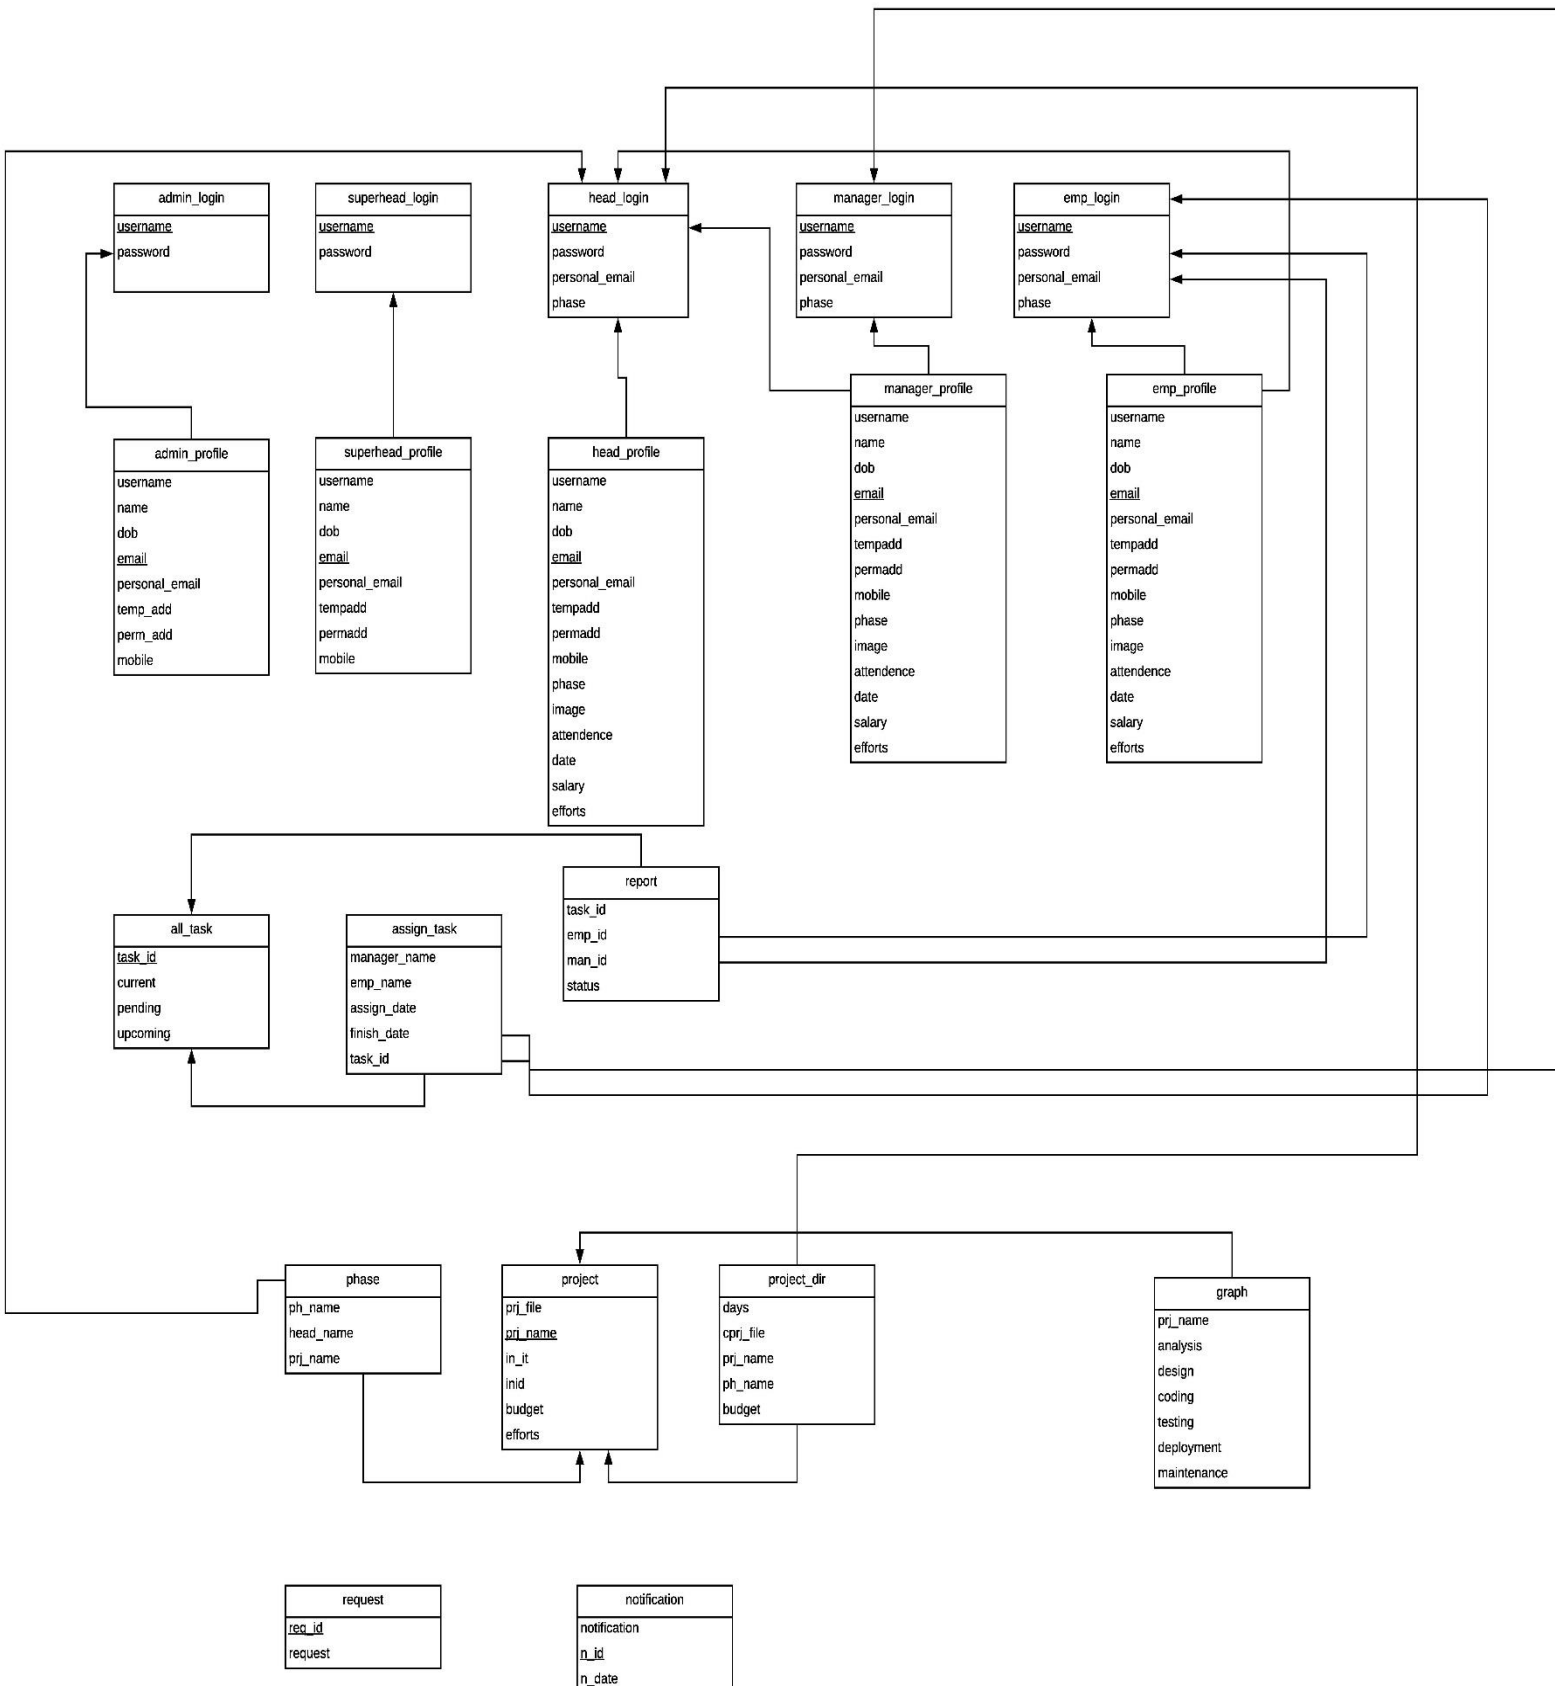 admin_login
username
password
superhead_login
username
password
head_login
username
password
personal_email
phase
manager_login
username
password
personal_email
phase
emp_login
username
password
personal_email
phase
admin_profile
username
name
dob
email
personal_email
temp_add
perm_add
mobile
superhead_profile
username
name
dob
email
personal_email
tempadd
permadd
mobile
head_profile
username
name
dob
email
personal_email
tempadd
permadd
mobile
phase
image
attendence
date
salary
efforts
manager_profile
username
name
dob
email
personal_email
tempadd
permadd
mobile
phase
image
attendence
date
salary
efforts
emp_profile
username
name
dob
email
personal_email
tempadd
permadd
mobile
phase
image
attendence
date
salary
efforts
all_task
task_id
current
pending
upcoming
assign_task
manager_name
emp_name
assign_date
finish_date
task_id
report
task_id
emp_id
man_id
status
phase
ph_name
head_name
prj_name
project
prj_file
prj_name
in_it
inid
budget
efforts
project_dir
days
cprj_file
prj_name
ph_name
budget
graph
prj_name
analysis
design
coding
testing
deployment
maintenance
request
req_id
request
notification
notification
n_id
n_date